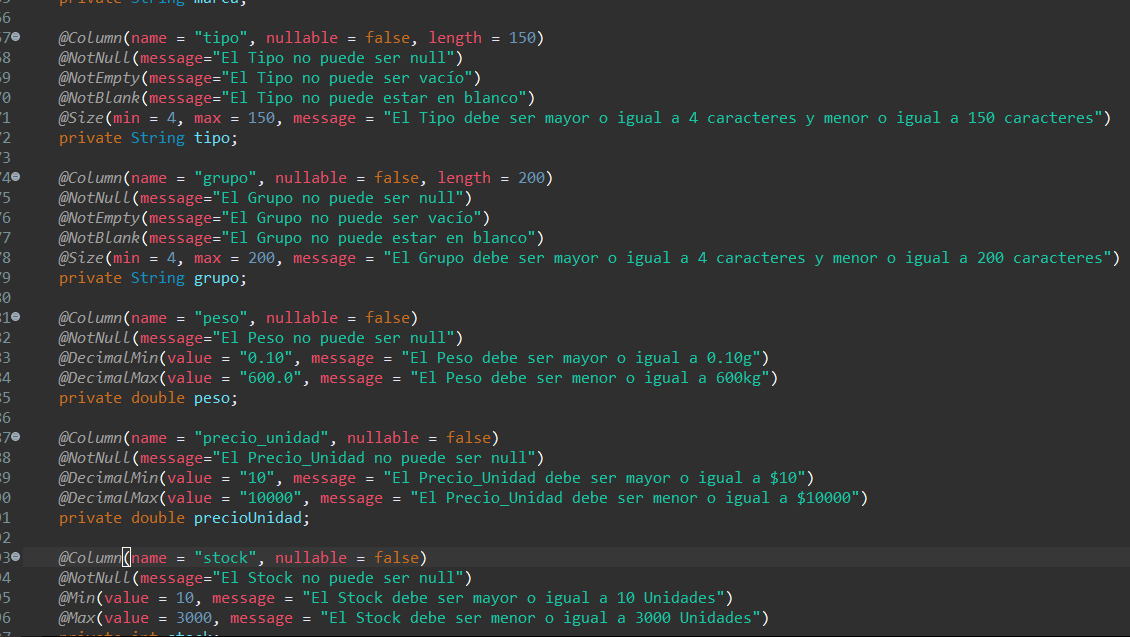 private String marca;
66
67 @Column(name = "tipo", nullable = false, length = 150)
68 @NotNull(message="El Tipo no puede ser null")
69 @NotEmpty(message="El Tipo no puede ser vacío")
70 @NotBlank(message="El Tipo no puede estar en blanco")
71 @Size(min = 4, max = 150, message = "El Tipo debe ser mayor o igual a 4 caracteres y menor o igual a 150 caracteres")
72 private String tipo;
73
74 @Column(name = "grupo", nullable = false, length = 200)
75 @NotNull(message="El Grupo no puede ser null")
76 @NotEmpty(message="El Grupo no puede ser vacío")
77 @NotBlank(message="El Grupo no puede estar en blanco")
78 @Size(min = 4, max = 200, message = "El Grupo debe ser mayor o igual a 4 caracteres y menor o igual a 200 caracteres")
79 private String grupo;
80
81 @Column(name = "peso", nullable = false)
82 @NotNull(message="El Peso no puede ser null")
83 @DecimalMin(value = "0.10", message = "El Peso debe ser mayor o igual a 0.10g")
84 @DecimalMax(value = "600.0", message = "El Peso debe ser menor o igual a 600kg")
85 private double peso;
86
87 @Column(name = "precio_unidad", nullable = false)
88 @NotNull(message="El Precio_Unidad no puede ser null")
89 @DecimalMin(value = "10", message = "El Precio_Unidad debe ser mayor o igual a $10")
90 @DecimalMax(value = "10000", message = "El Precio_Unidad debe ser menor o igual a $10000")
91 private double precioUnidad;
92
93 @Column(name = "stock", nullable = false)
94 @NotNull(message="El Stock no puede ser null")
95 @Min(value = 10, message = "El Stock debe ser mayor o igual a 10 Unidades")
96 @Max(value = 3000, message = "El Stock debe ser menor o igual a 3000 Unidades")
private int stock;